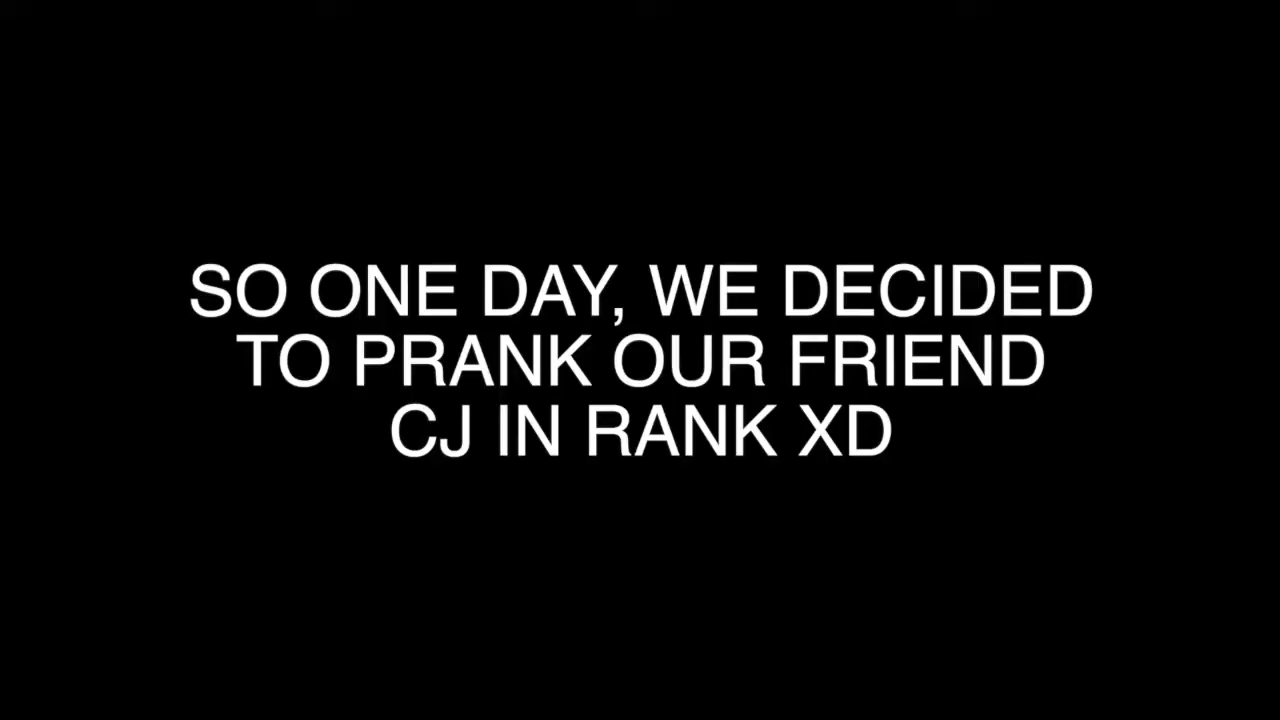 SO ONE DAY, WE DECIDED
TO PRANK OUR FRIEND
CJ IN RANK XD